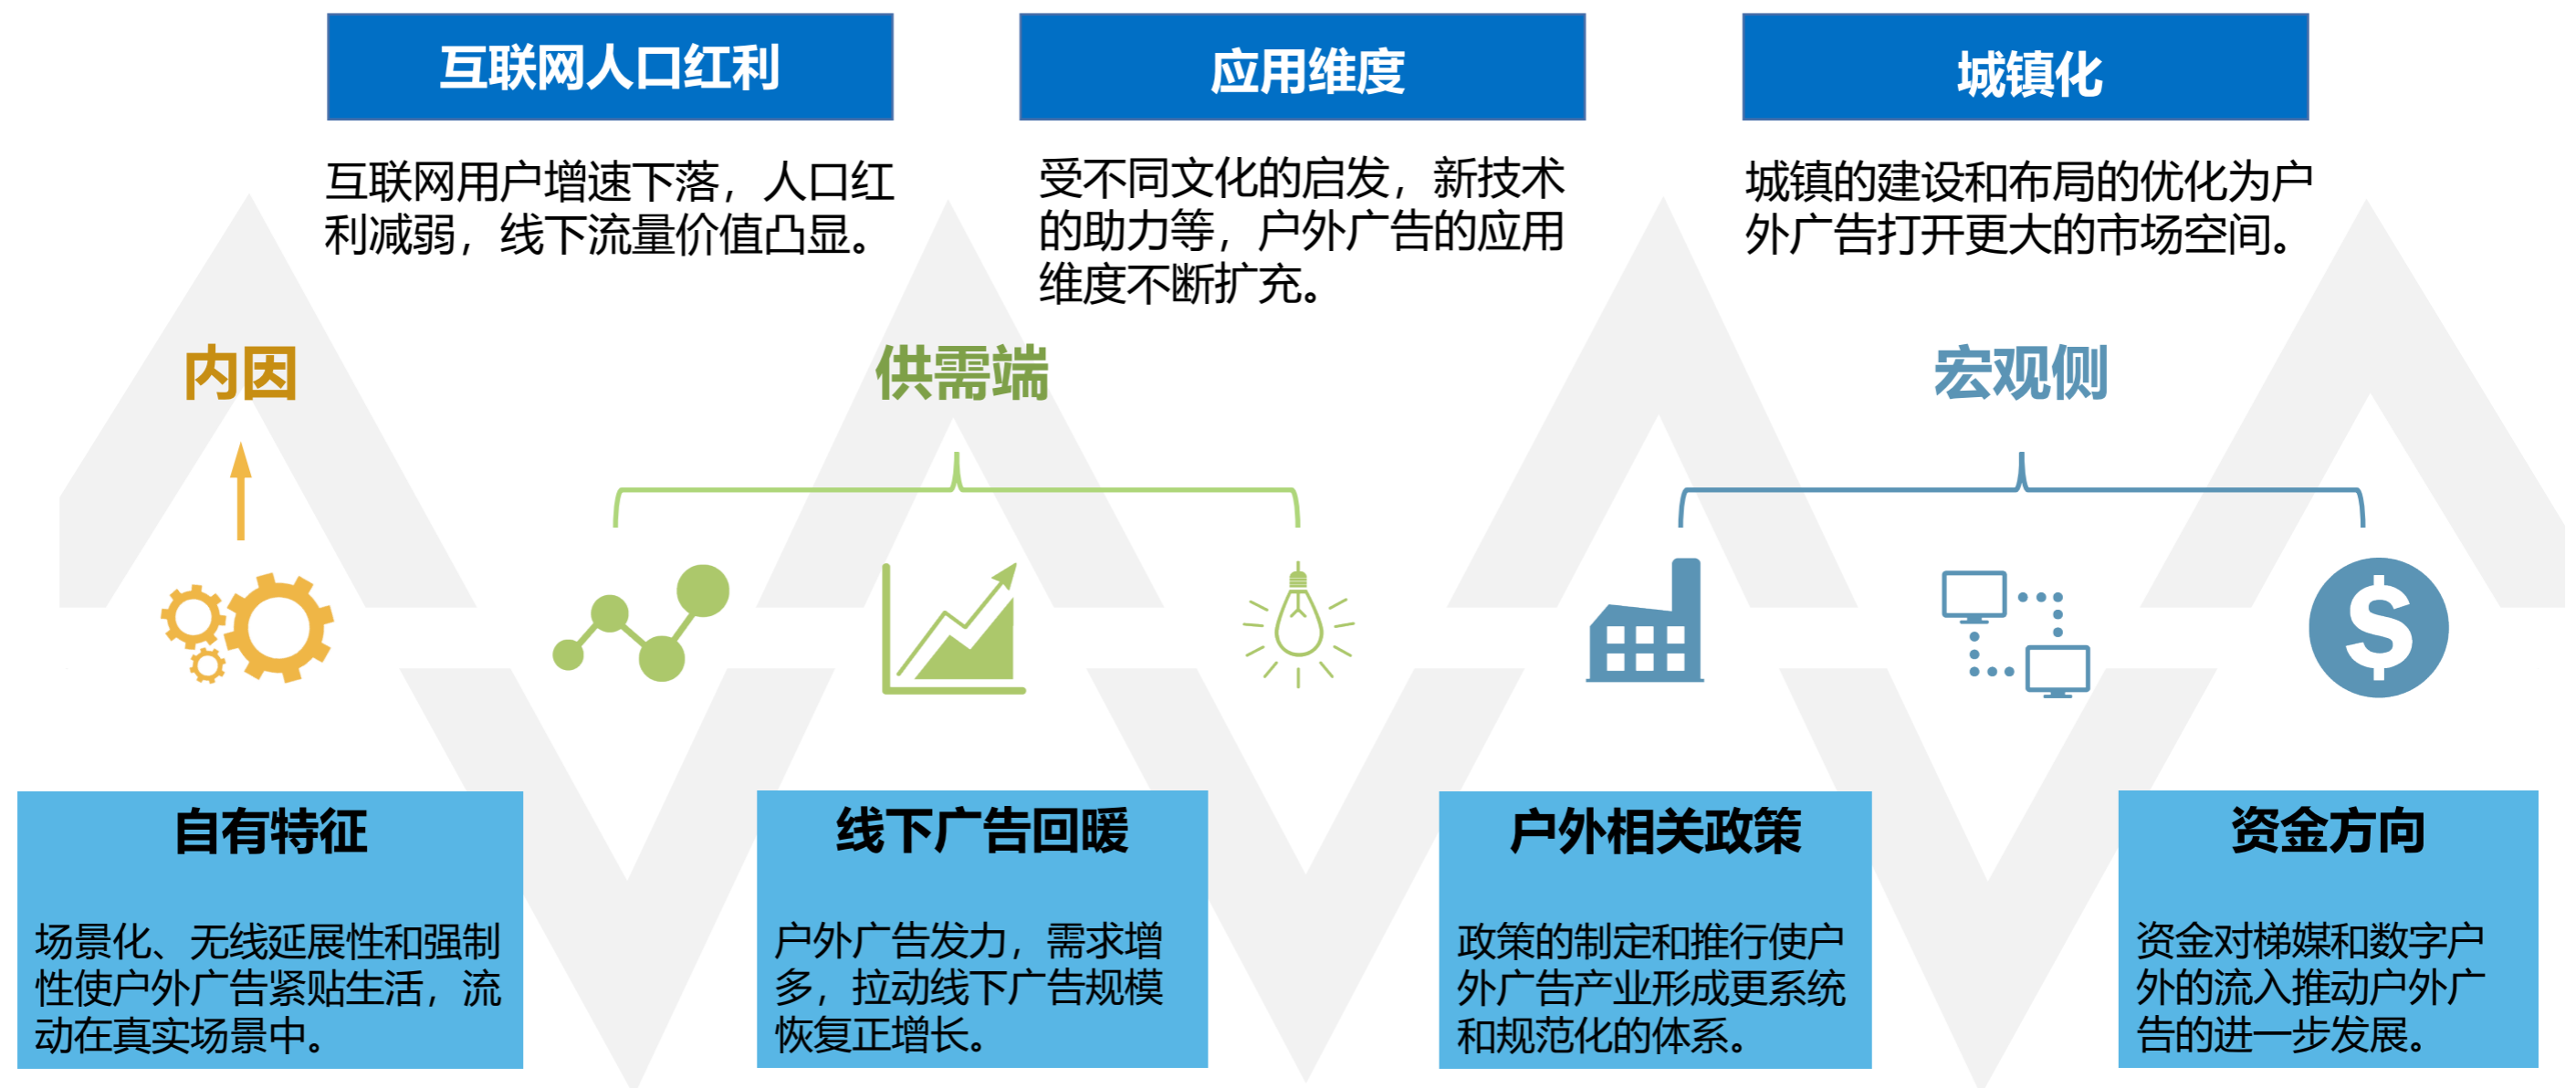 互联网人口红利
互联网用户增速下落，人口红
利减弱，线下流量价值凸显。
应用维度
受不同文化的启发，新技术
的助力等，户外广告的应用
维度不断扩充。
城镇化
城镇的建设和布局的优化为户
外广告打开更大的市场空间。
内因
供需端
宏观侧
$
自有特征
场景化、无线延展性和强制
性使户外广告紧贴生活，流
动在真实场景中。
线下广告回暖
户外广告发力，需求增
多，拉动线下广告规模
恢复正增长。
户外相关政策
政策的制定和推行使户
外广告产业形成更系统
和规范化的体系。
资金方向
资金对梯媒和数字户
外的流入推动户外广
告的进一步发展。